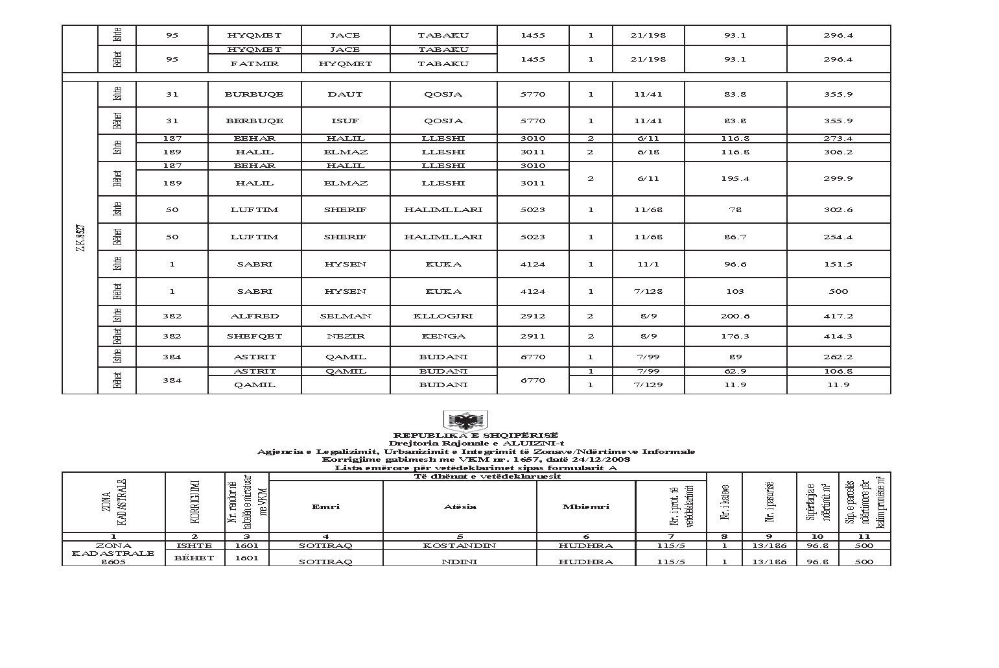 Ishte 95 HYQMET JACE TABAKU 1455 1 21/198 93.1 296.4
Bëhet 95 HYQMET JACE TABAKU 1455 1 21/198 93.1 296.4
FATMIR HYQMET TABAKU
Z.K.8527
Ishte 31 BURBUQE DAUT QOSJA 5770 1 11/41 83.8 355.9
Bëhet 31 BERBUQE ISUF QOSJA 5770 1 11/41 83.8 355.9
Ishte 187 BEHAR HALIL LLESHI 3010 2 6/11 116.8 273.4
189 HALIL ELMAZ LLESHI 3011 2 6/18 116.8 306.2
Bëhet 187 BEHAR HALIL LLESHI 3010 2 6/11 195.4 299.9
189 HALIL ELMAZ LLESHI 3011
Ishte 50 LUFTIM SHERIF HALIMLLARI 5023 1 11/68 78 302.6
Bëhet 50 LUFTIM SHERIF HALIMLLARI 5023 1 11/68 86.7 254.4
Ishte 1 SABRI HYSEN KUKA 4124 1 11/1 96.6 151.5
Bëhet 1 SABRI HYSEN KUKA 4124 1 7/128 103 500
Ishte 382 ALFRED SELMAN KLLOGJRI 2912 2 8/9 200.6 417.2
Bëhet 382 SHEFQET NEZIR KENGA 2911 2 8/9 176.3 414.3
Ishte 384 ASTRIT QAMIL BUDANI 6770 1 7/99 89 262.2
Bëhet 384 ASTRIT QAMIL BUDANI 6770 1 7/99 62.9 106.8
QAMIL BUDANI 1 7/129 11.9 11.9
REPUBLIKA E SHQIPËRISË
Drejtoria Rajonale e ALUIZNI-t
Agjencia e Legalizimit, Urbanizimit e Integrimit të Zonave/Ndërtimeve Informale
Korrigjime gabimesh me VKM nr. 1657, datë 24/12/2008
Lista emërore për vetëdeklarimet sipas formularit A
ZONA
KADASTRALE
KORRIGJIMI
Nr. rendor në
tabelën e miratuar
me VKM
Të dhënat e vetëdeklaruesit
Emri Atësia Mbiemri
Nr. i prot. të
vetëdeklarimit
Nr. i kateve
Nr. i pasurisë
Sipërfaqja e
ndërtimit m²
Sip. e parcelës
ndërtimore për
kalim pronësie m²
1 2 3 4 5 6 7 8 9 10 11
ZONA
KADASTRALE
8605
ISHTE 1601 SOTIRAQ KOSTANDIN HUDHRA 115/5 1 13/186 96.8 500
BËHET 1601 SOTIRAQ NDINI HUDHRA 115/5 1 13/186 96.8 500